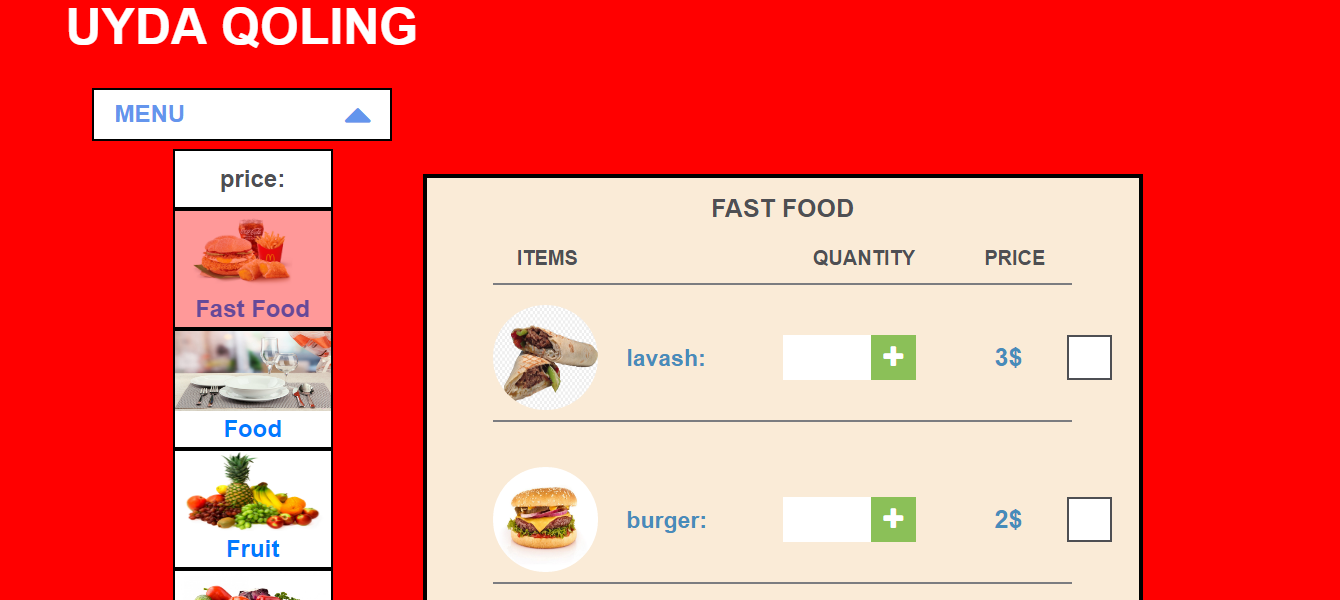 UYDA QOLING
MENU
price:
Fast Food
Food
Fruit
FAST FOOD
ITEMS QUANTITY PRICE
lavash: + 3$
burger: + 2$